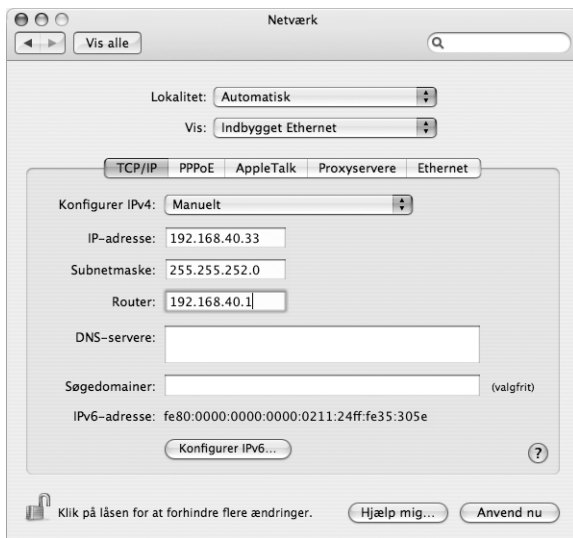 Netværk
Vis alle
Lokalitet: Automatisk
Vis: Indbygget Ethernet
TCP/IP PPPoE AppleTalk Proxyservere Ethernet
Konfigurer IPv4: Manuelt
IP-adresse: 192.168.40.33
Subnetmaske: 255.255.252.0
Router: 192.168.40.1
DNS-servere:
Søgedomainer: (valgfrit)
IPv6-adresse: fe80:0000:0000:0000:0211:24ff:fe35:305e
Konfigurer IPv6... ?
Klik på låsen for at forhindre flere ændringer. Hjælp mig... Anvend nu